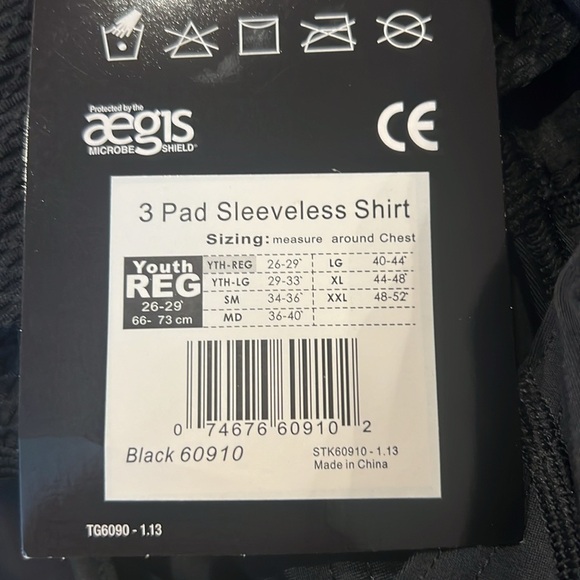 Protected by the
aegis
MICROBE SHIELD®
CE
3 Pad Sleeveless Shirt
Sizing: measure around Chest
Youth
REG
26-29"
66- 73 cm
YTH-REG 26-29" LG 40-44"
YTH-LG 29-33" XL 44-48"
SM 34-36" XXL 48-52"
MD 36-40"
0 74676 60910 2
Black 60910
STK60910 - 1.13
Made in China
TG6090 - 1.13